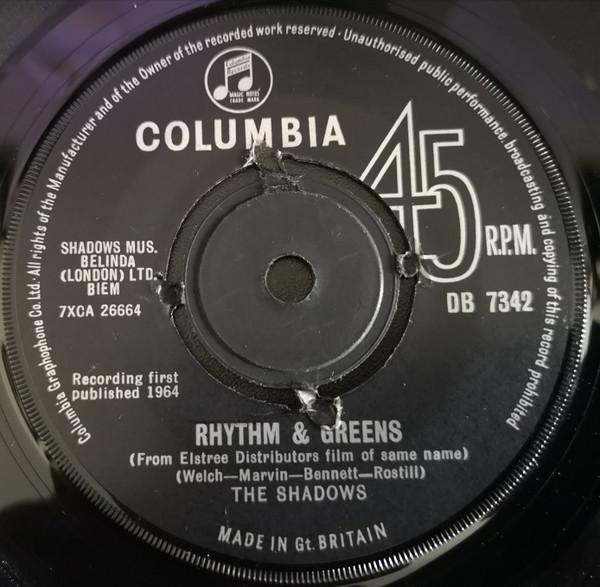 Columbia Graphophone Co. Ltd. · All rights of the Manufacturer and of the Owner of the recorded work reserved · Unauthorised public performance, broadcasting and copying of this record prohibited
Columbia
Records
MAGIC NOTES
TRADE MARK
COLUMBIA
45
R.P.M.
SHADOWS MUS.
BELINDA
(LONDON) LTD.
BIEM
7XCA 26664
DB 7342
Recording first
published 1964
RHYTHM & GREENS
(From Elstree Distributors film of same name)
(Welch—Marvin—Bennett—Rostill)
THE SHADOWS
MADE IN Gt. BRITAIN